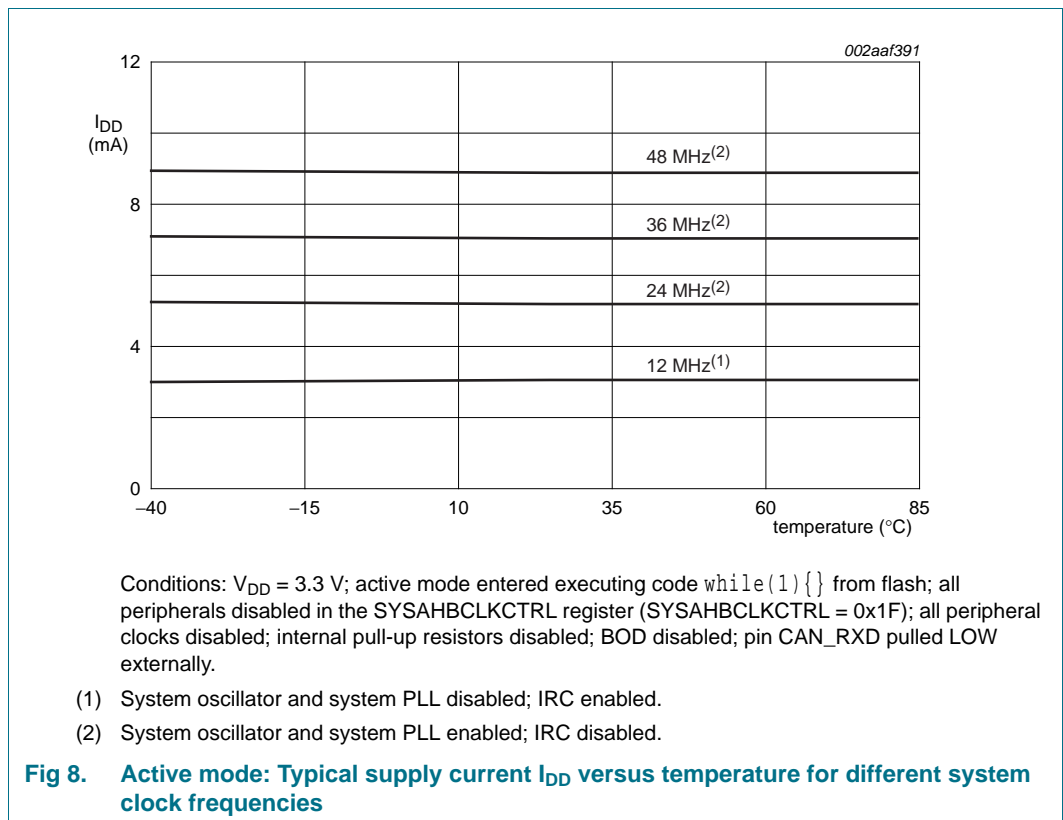 002aaf391
12
I_DD
(mA)
48 MHz(2)
8
36 MHz(2)
24 MHz(2)
4
12 MHz(1)
0
−40
−15
10
35
60
85
temperature (°C)
Conditions: V_DD = 3.3 V; active mode entered executing code while(1){} from flash; all
peripherals disabled in the SYSAHBCLKCTRL register (SYSAHBCLKCTRL = 0x1F); all peripheral
clocks disabled; internal pull-up resistors disabled; BOD disabled; pin CAN_RXD pulled LOW
externally.
(1) System oscillator and system PLL disabled; IRC enabled.
(2) System oscillator and system PLL enabled; IRC disabled.
Fig 8. Active mode: Typical supply current I_DD versus temperature for different system
clock frequencies